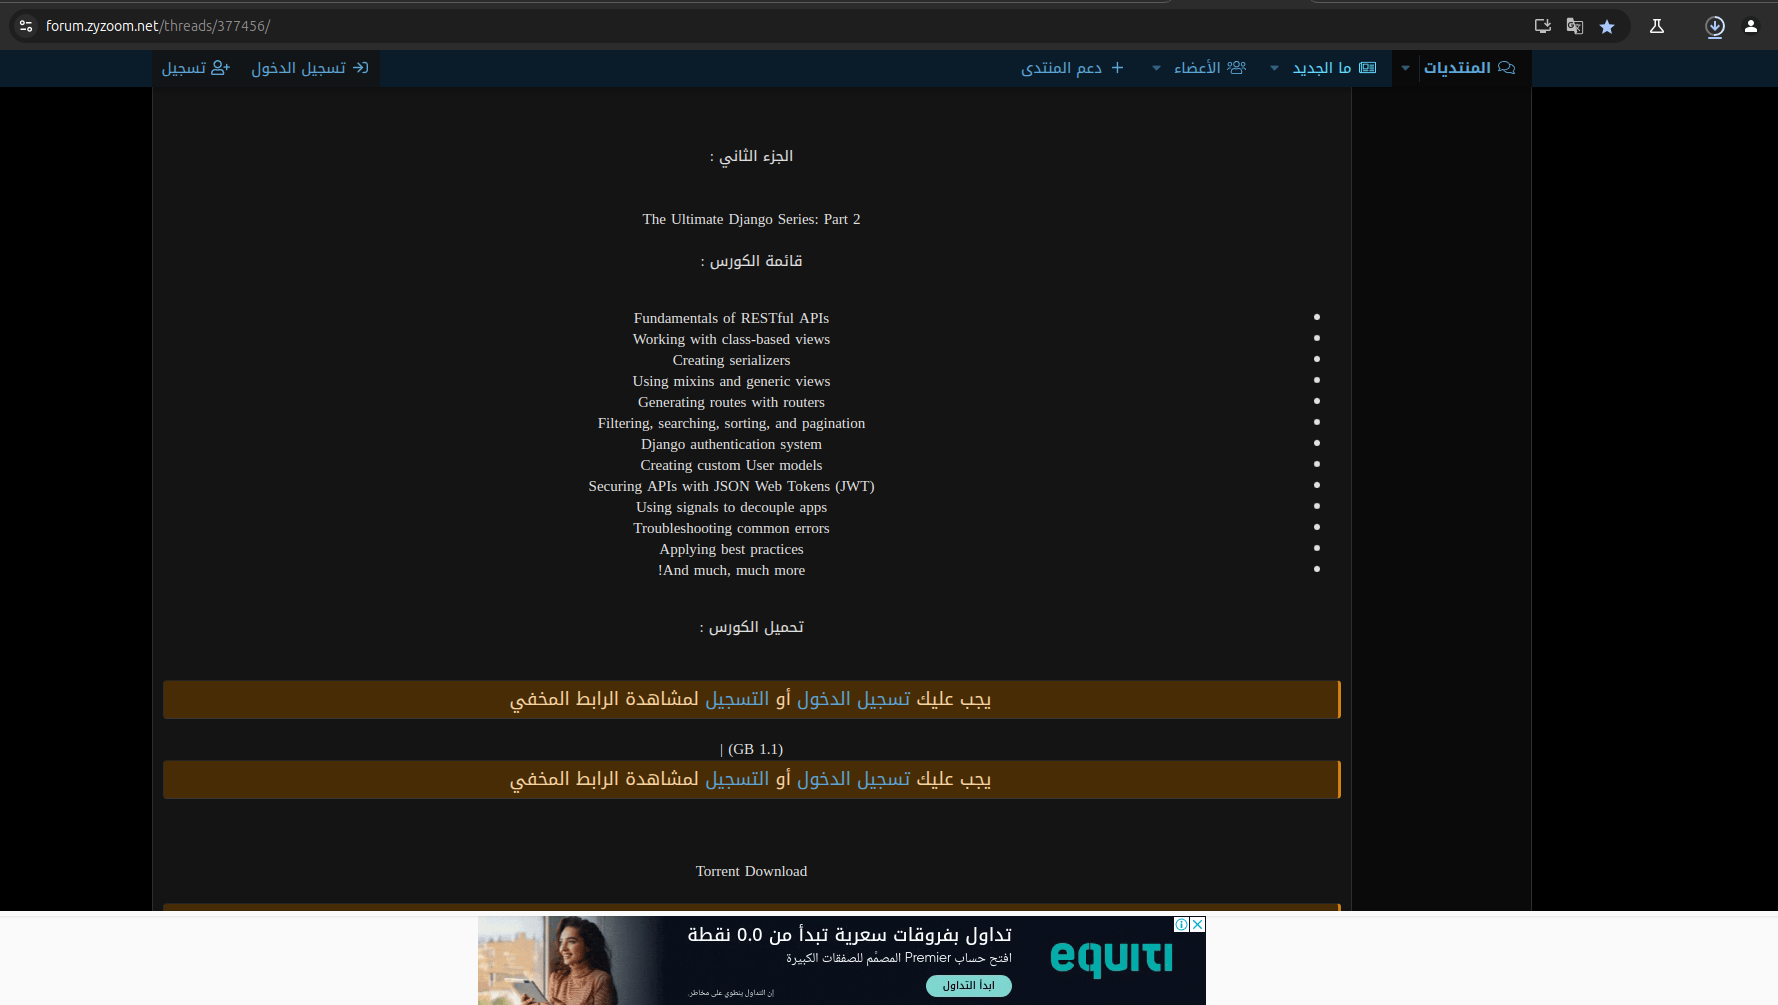 forum.zyzoom.net/threads/377456/
المنتديات
ما الجديد
الأعضاء
دعم المنتدى
تسجيل الدخول
تسجيل
الجزء الثاني :
The Ultimate Django Series: Part 2
قائمة الكورس :
Fundamentals of RESTful APIs
Working with class-based views
Creating serializers
Using mixins and generic views
Generating routes with routers
Filtering, searching, sorting, and pagination
Django authentication system
Creating custom User models
Securing APIs with JSON Web Tokens (JWT)
Using signals to decouple apps
Troubleshooting common errors
Applying best practices
!And much, much more
تحميل الكورس :
يجب عليك تسجيل الدخول أو التسجيل لمشاهدة الرابط المخفي
| (GB 1.1)
يجب عليك تسجيل الدخول أو التسجيل لمشاهدة الرابط المخفي
Torrent Download
تداول بفروقات سعرية تبدأ من 0.0 نقطة
افتح حساب Premier المصمّم للصفقات الكبيرة
ابدأ التداول
إن التداول ينطوي على مخاطر.
equiti